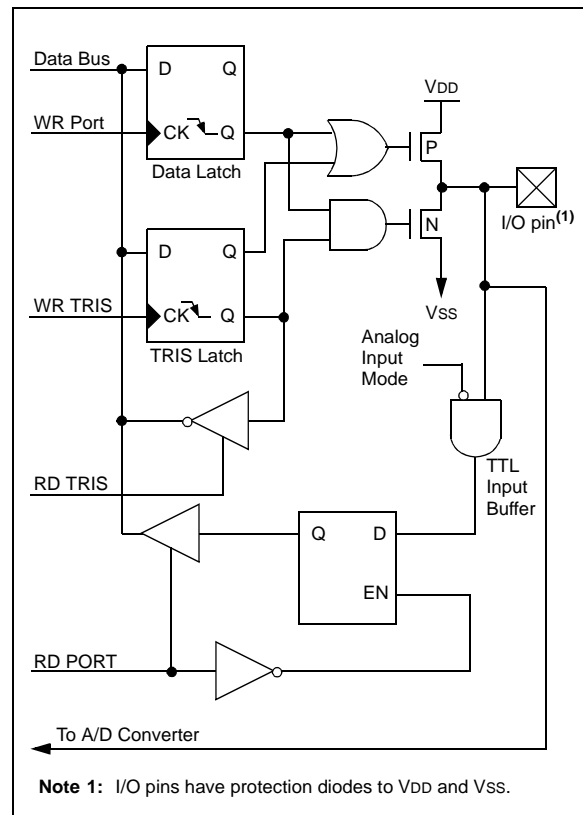 Data Bus
D
Q
VDD
WR Port
CK
Q
P
Data Latch
I/O pin(1)
N
D
Q
WR TRIS
CK
Q
VSS
TRIS Latch
Analog
Input
Mode
TTL
Input
Buffer
RD TRIS
Q
D
EN
RD PORT
To A/D Converter
Note 1: I/O pins have protection diodes to VDD and VSS.